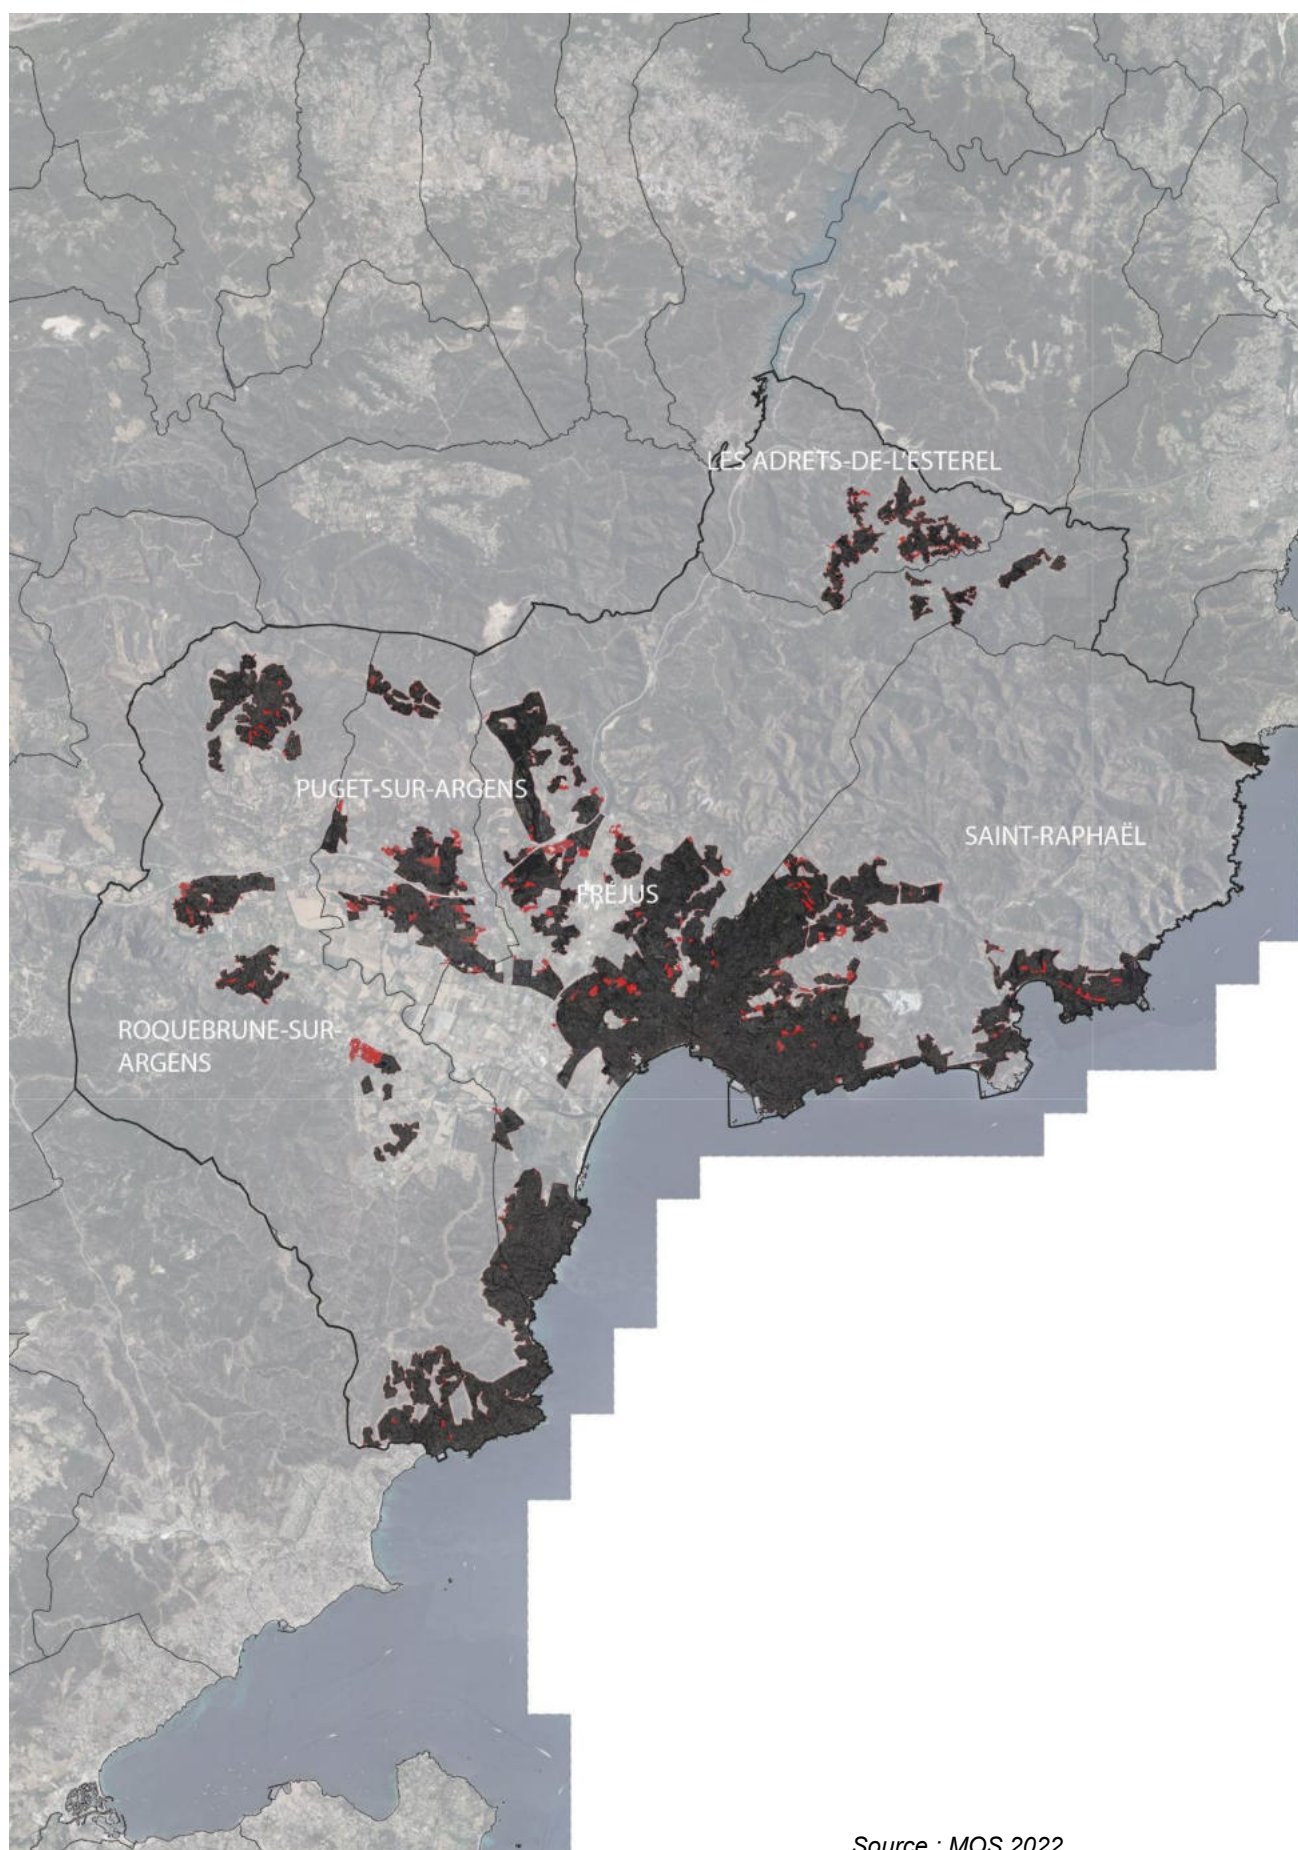 LES ADRETS-DE-L'ESTEREL
PUGET-SUR-ARGENS
SAINT-RAPHAËL
FRÉJUS
ROQUEBRUNE-SUR-
ARGENS
Source : MOS 2022